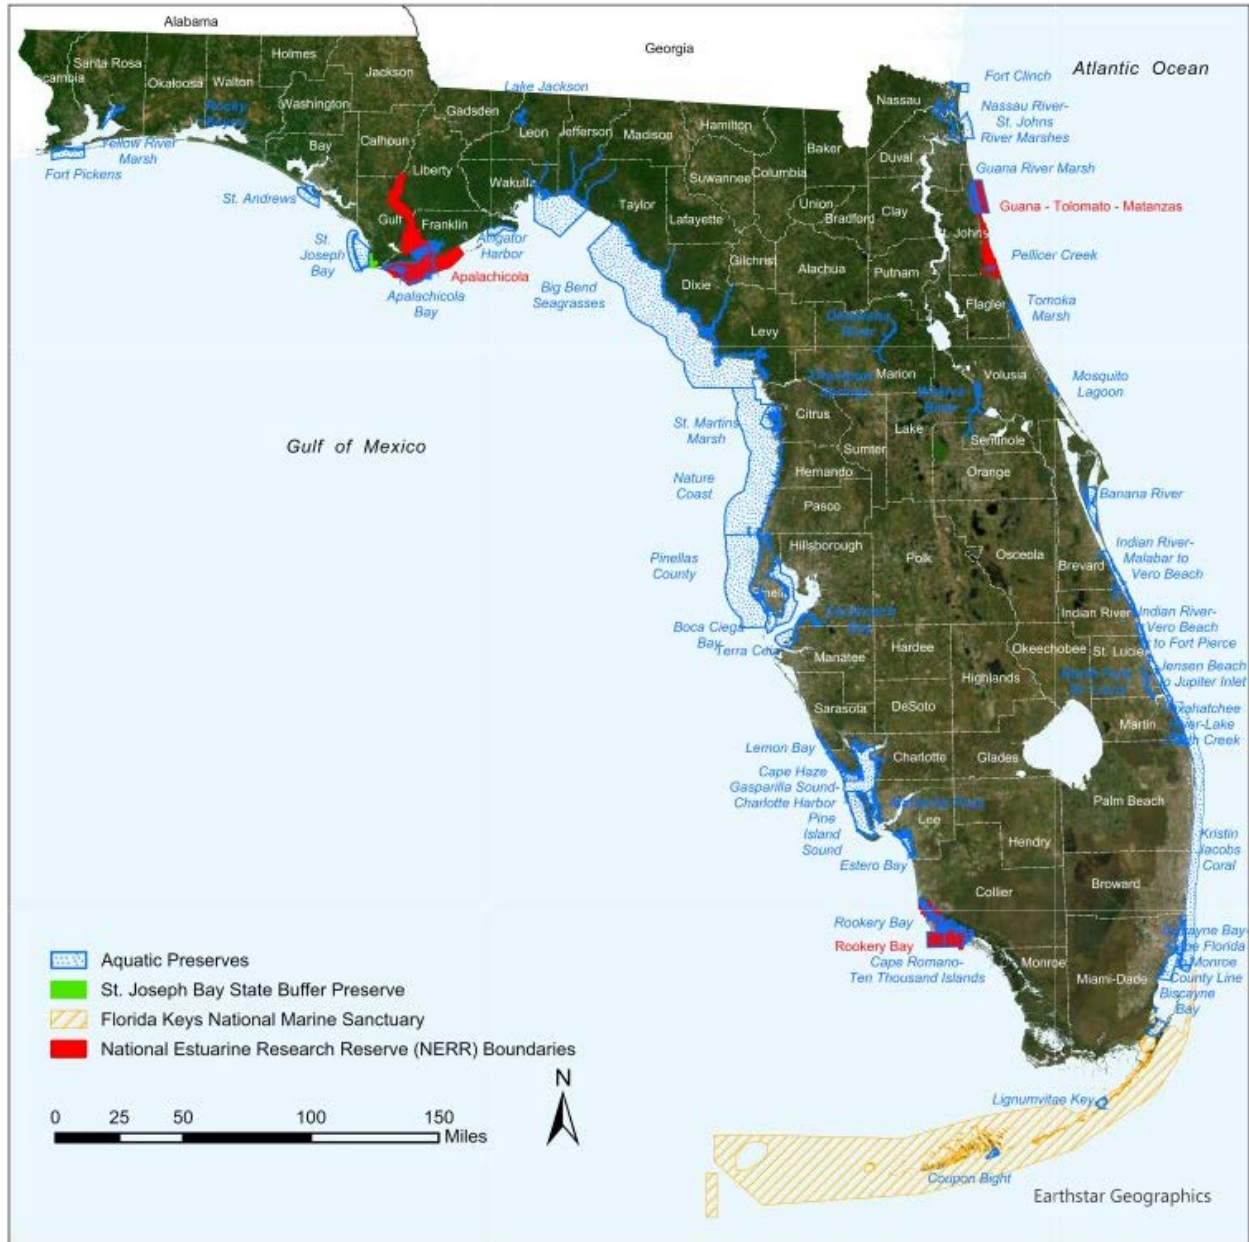 Alabama
Georgia
Atlantic Ocean
Gulf of Mexico
Santa Rosa
Okaloosa
Walton
Holmes
Washington
Jackson
Bay
Calhoun
Gadsden
Liberty
Gulf
Franklin
Leon
Wakulla
Jefferson
Madison
Taylor
Hamilton
Suwannee
Lafayette
Columbia
Baker
Nassau
Duval
Union
Bradford
Clay
St. Johns
Gilchrist
Alachua
Putnam
Dixie
Levy
Flagler
Marion
Volusia
Citrus
Sumter
Lake
Orange
Hernando
Pasco
Hillsborough
Polk
Osceola
Brevard
Indian River
Manatee
Hardee
Okeechobee
St. Lucie
Highlands
Sarasota
DeSoto
Martin
Charlotte
Glades
Palm Beach
Lee
Hendry
Collier
Broward
Monroe
Miami-Dade
Lake Jackson
Fort Clinch
Nassau River-
St. Johns
River Marshes
Guana River Marsh
Guana - Tolomato - Matanzas
Pellicer Creek
Tomoka
Marsh
Mosquito
Lagoon
Banana River
Indian River-
Malabar to
Vero Beach
Indian River-
Vero Beach
to Fort Pierce
Jensen Beach
to Jupiter Inlet
Kristin
Jacobs
Coral
Biscayne
Bay
County Line
Yellow River
Marsh
Fort Pickens
St. Andrews
St.
Joseph
Bay
Apalachicola
Apalachicola
Bay
Alligator
Harbor
Big Bend
Seagrasses
St. Martins
Marsh
Nature
Coast
Pinellas
County
Boca Ciega
Bay
Terra Ceia
Lemon Bay
Cape Haze
Gasparilla Sound-
Charlotte Harbor
Pine
Island
Sound
Estero Bay
Rookery Bay
Rookery Bay
Cape Romano-
Ten Thousand Islands
Lignumvitae Key
Coupon Bight
Aquatic Preserves
St. Joseph Bay State Buffer Preserve
Florida Keys National Marine Sanctuary
National Estuarine Research Reserve (NERR) Boundaries
N
0 25 50 100 150
Miles
Earthstar Geographics